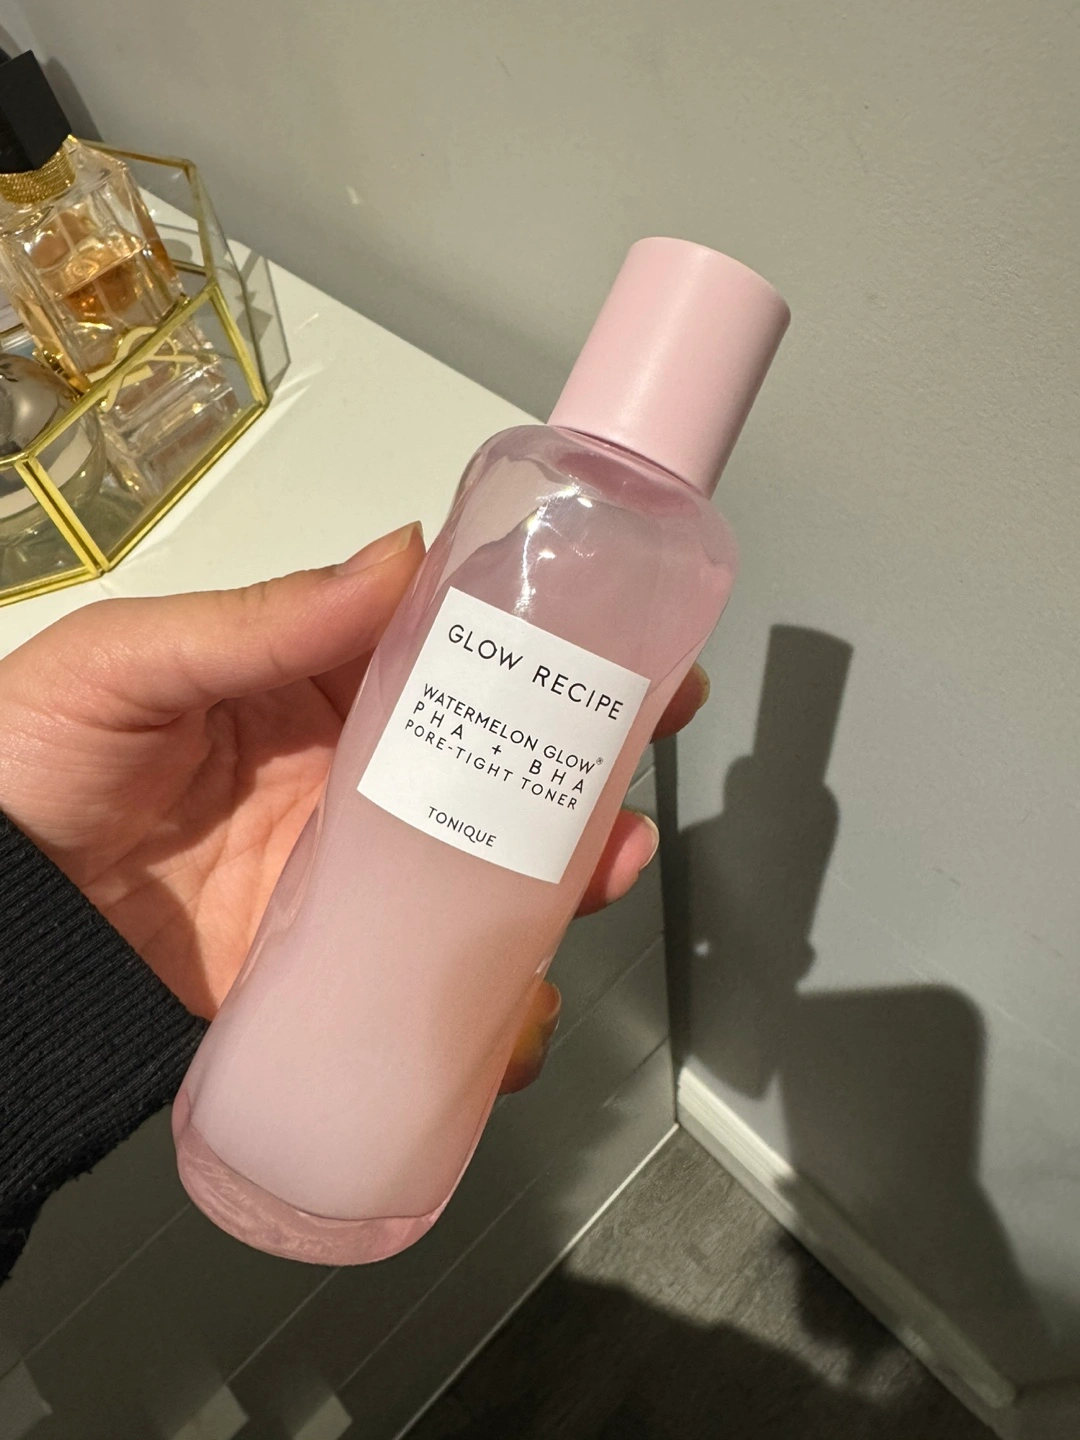 GLOW RECIPE
WATERMELON GLOW®
PHA + BHA
PORE-TIGHT TONER
TONIQUE